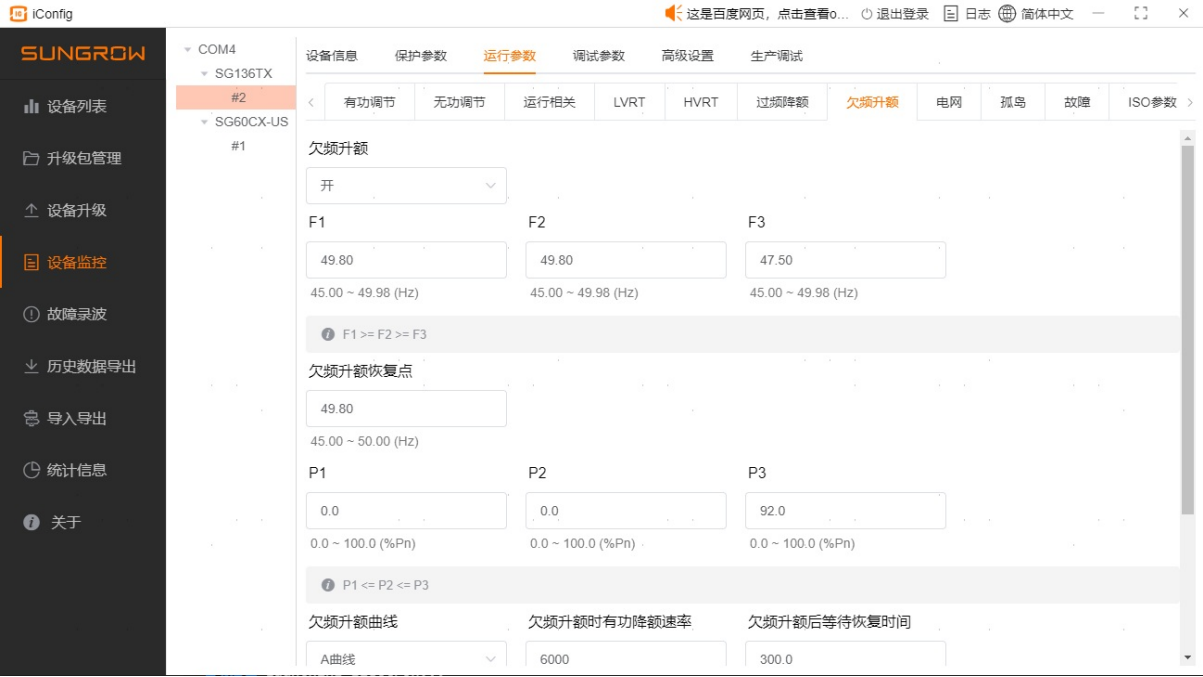 iConfig
这是百度网页，点击查看o... 退出登录 日志 简体中文
SUNGROW
设备列表
升级包管理
设备升级
设备监控
故障录波
历史数据导出
导入导出
统计信息
关于
COM4
SG136TX
#2
SG60CX-US
#1
设备信息 保护参数 运行参数 调试参数 高级设置 生产调试
有功调节 无功调节 运行相关 LVRT HVRT 过频降额 欠频升额 电网 孤岛 故障 ISO参数
欠频升额
开
F1 F2 F3
49.80 49.80 47.50
45.00 ~ 49.98 (Hz) 45.00 ~ 49.98 (Hz) 45.00 ~ 49.98 (Hz)
F1 >= F2 >= F3
欠频升额恢复点
49.80
45.00 ~ 50.00 (Hz)
P1 P2 P3
0.0 0.0 92.0
0.0 ~ 100.0 (%Pn) 0.0 ~ 100.0 (%Pn) 0.0 ~ 100.0 (%Pn)
P1 <= P2 <= P3
欠频升额曲线 欠频升额时有功降额速率 欠频升额后等待恢复时间
A曲线 6000 300.0